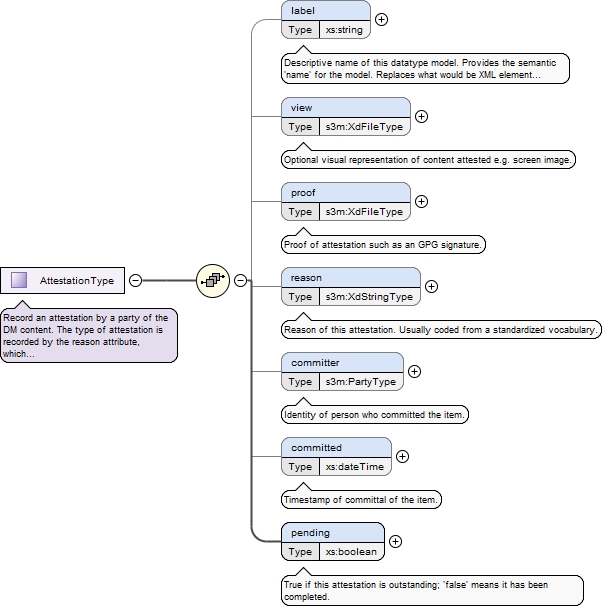 label
Type xs:string
Descriptive name of this datatype model. Provides the semantic
'name' for the model. Replaces what would be XML element...
view
Type s3m:XdFileType
Optional visual representation of content attested e.g. screen image.
proof
Type s3m:XdFileType
Proof of attestation such as an GPG signature.
AttestationType
Record an attestation by a party of the
DM content. The type of attestation is
recorded by the reason attribute,
which...
reason
Type s3m:XdStringType
Reason of this attestation. Usually coded from a standardized vocabulary.
committer
Type s3m:PartyType
Identity of person who committed the item.
committed
Type xs:dateTime
Timestamp of committal of the item.
pending
Type xs:boolean
True if this attestation is outstanding; 'false' means it has been
completed.